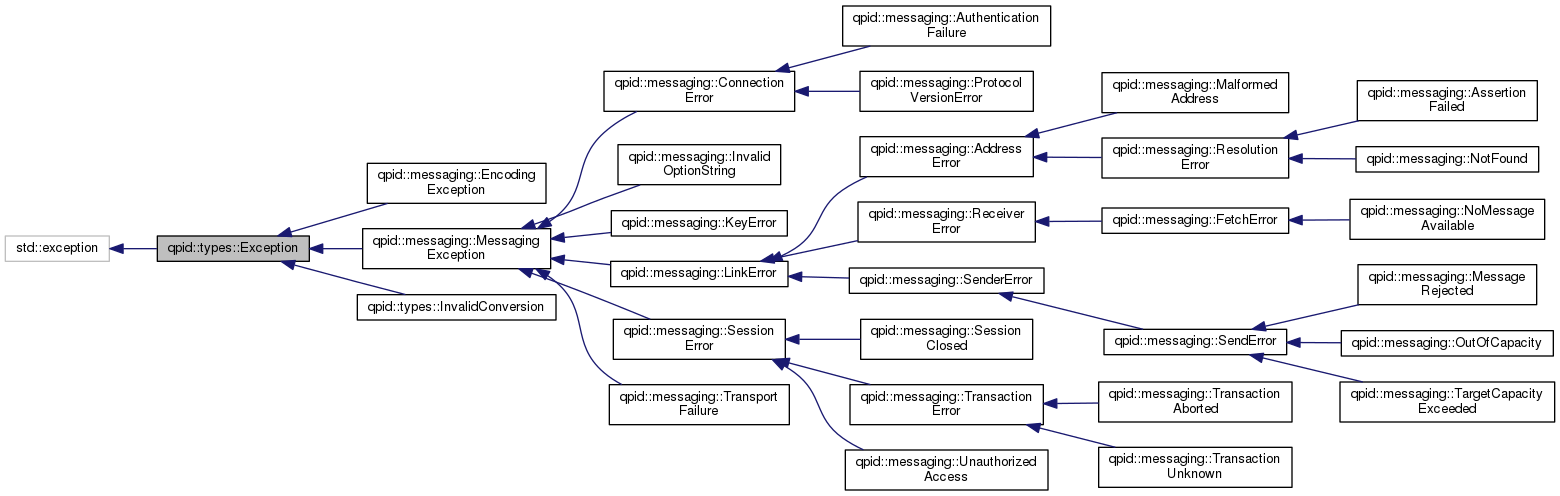 std::exception
qpid::types::Exception
qpid::messaging::Encoding
Exception
qpid::messaging::Messaging
Exception
qpid::types::InvalidConversion
qpid::messaging::Connection
Error
qpid::messaging::Invalid
OptionString
qpid::messaging::KeyError
qpid::messaging::LinkError
qpid::messaging::Session
Error
qpid::messaging::Transport
Failure
qpid::messaging::Authentication
Failure
qpid::messaging::Protocol
VersionError
qpid::messaging::Address
Error
qpid::messaging::Receiver
Error
qpid::messaging::SenderError
qpid::messaging::Session
Closed
qpid::messaging::Transaction
Error
qpid::messaging::Unauthorized
Access
qpid::messaging::Malformed
Address
qpid::messaging::Resolution
Error
qpid::messaging::FetchError
qpid::messaging::SendError
qpid::messaging::Transaction
Aborted
qpid::messaging::Transaction
Unknown
qpid::messaging::Assertion
Failed
qpid::messaging::NotFound
qpid::messaging::NoMessage
Available
qpid::messaging::Message
Rejected
qpid::messaging::OutOfCapacity
qpid::messaging::TargetCapacity
Exceeded